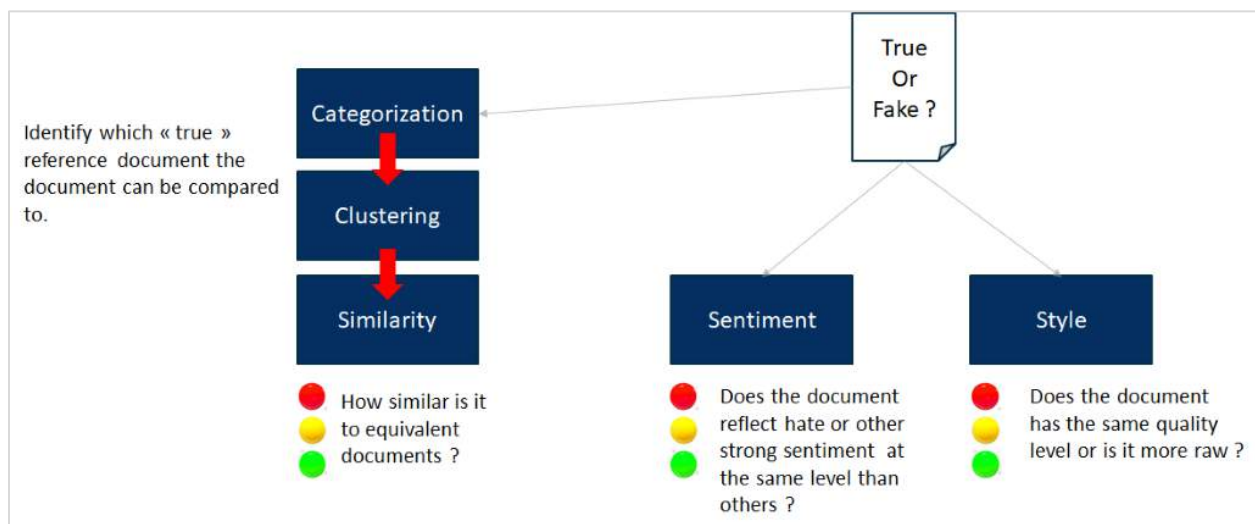 True
Or
Fake ?
Identify which « true »
reference document the
document can be compared
to.
Categorization
Clustering
Similarity
How similar is it
to equivalent
documents ?
Sentiment
Does the document
reflect hate or other
strong sentiment at
the same level than
others ?
Style
Does the document
has the same quality
level or is it more raw ?